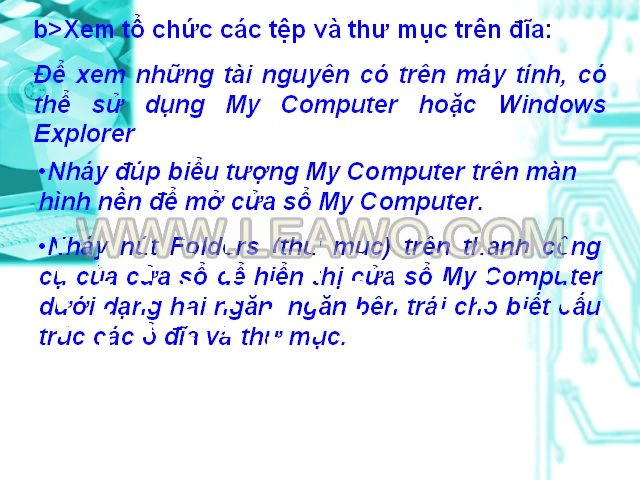 b>Xem tổ chức các tệp và thư mục trên đĩa:
Để xem những tài nguyên có trên máy tính, có
thể sử dụng My Computer hoặc Windows
Explorer
•Nháy đúp biểu tượng My Computer trên màn
hình nền để mở cửa sổ My Computer.
WWW.LEAWO.COM
•Nháy nút Folders (thư mục) trên thanh công
cụ của cửa sổ để hiển thị cửa sổ My Computer
dưới dạng hai ngăn ngăn bên trái cho biết cấu
trúc các ổ đĩa và thư mục.